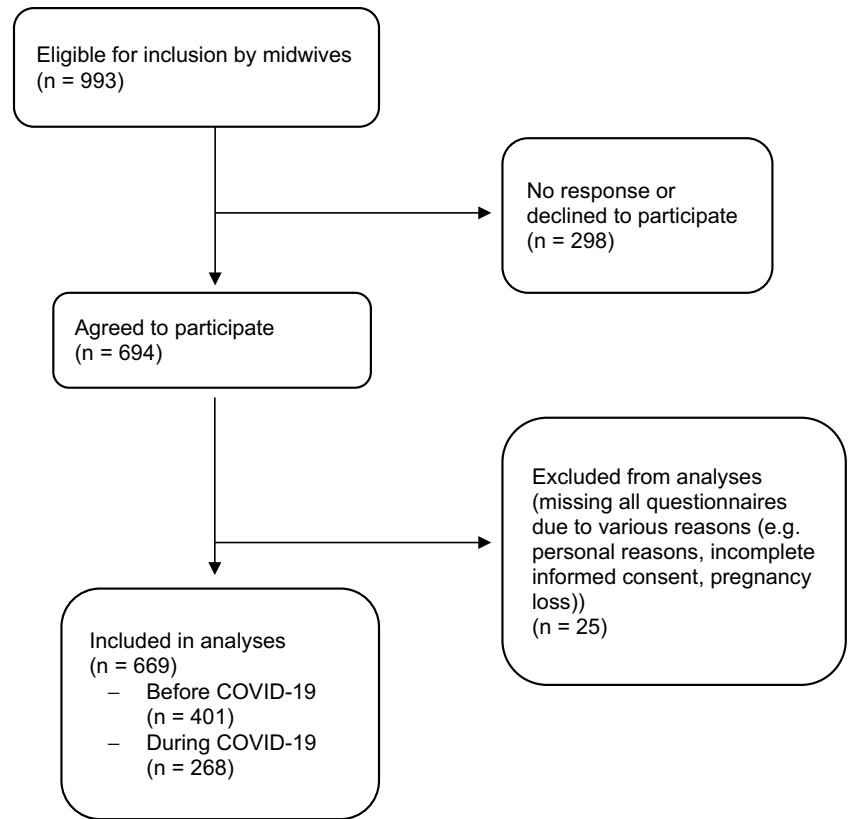 Eligible for inclusion by midwives
(n = 993)
No response or
declined to participate
(n = 298)
Agreed to participate
(n = 694)
Excluded from analyses
(missing all questionnaires
due to various reasons (e.g.
personal reasons, incomplete
informed consent, pregnancy
loss))
(n = 25)
Included in analyses
(n = 669)
– Before COVID-19
(n = 401)
– During COVID-19
(n = 268)